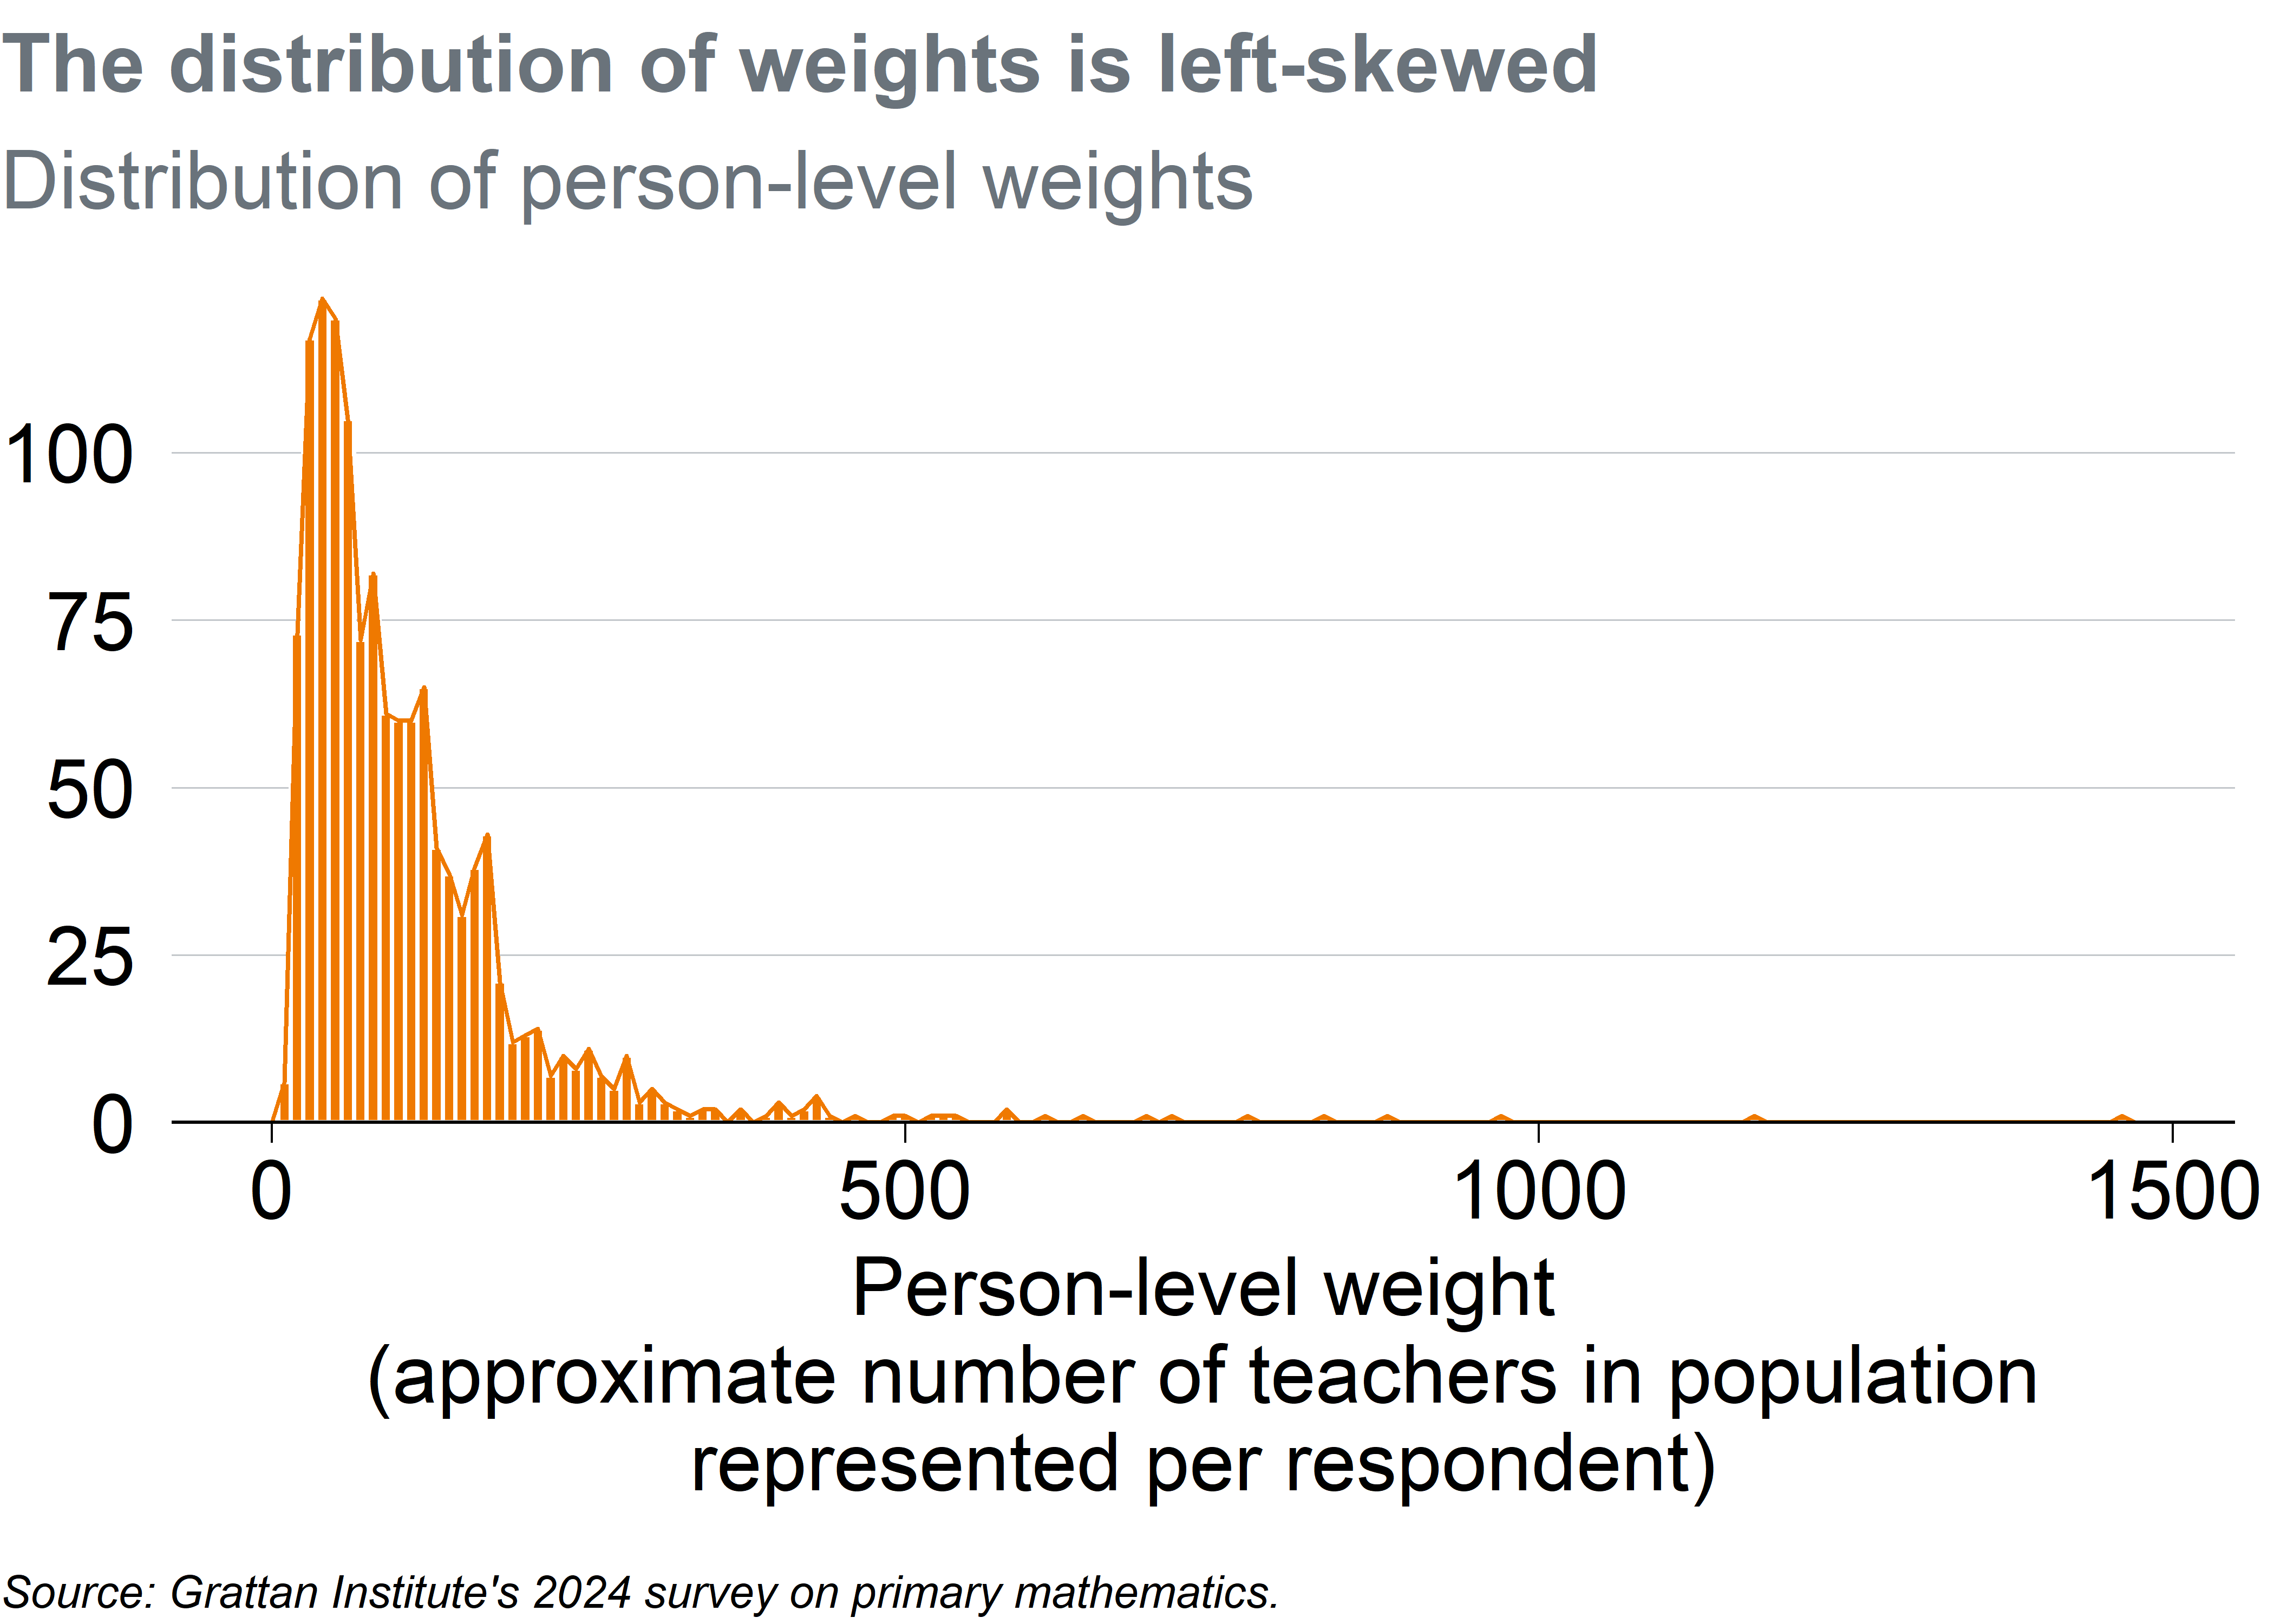 The distribution of weights is left-skewed
Distribution of person-level weights
100
75
50
25
0
0 500 1000 1500
Person-level weight
(approximate number of teachers in population
represented per respondent)
Source: Grattan Institute's 2024 survey on primary mathematics.